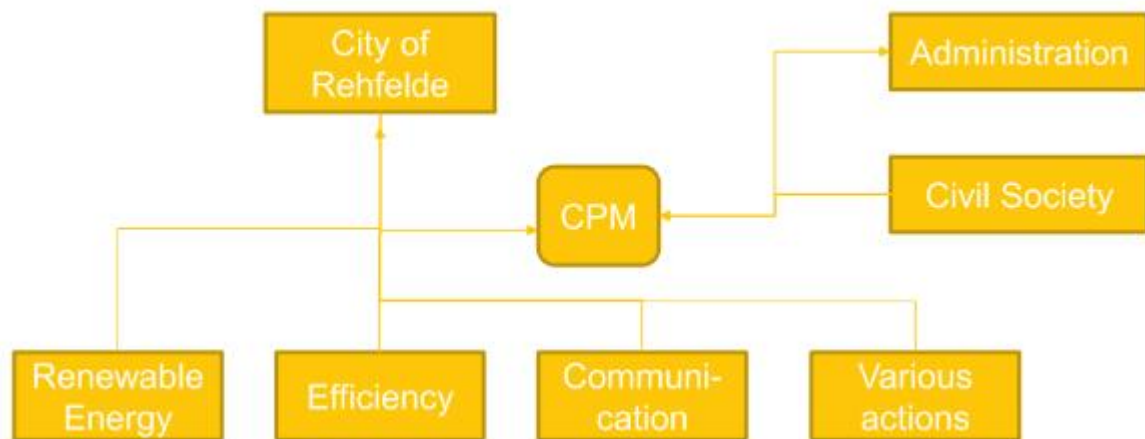 City of
Rehfelde
Administration
CPM
Civil Society
Renewable
Energy
Efficiency
Communi-
cation
Various
actions